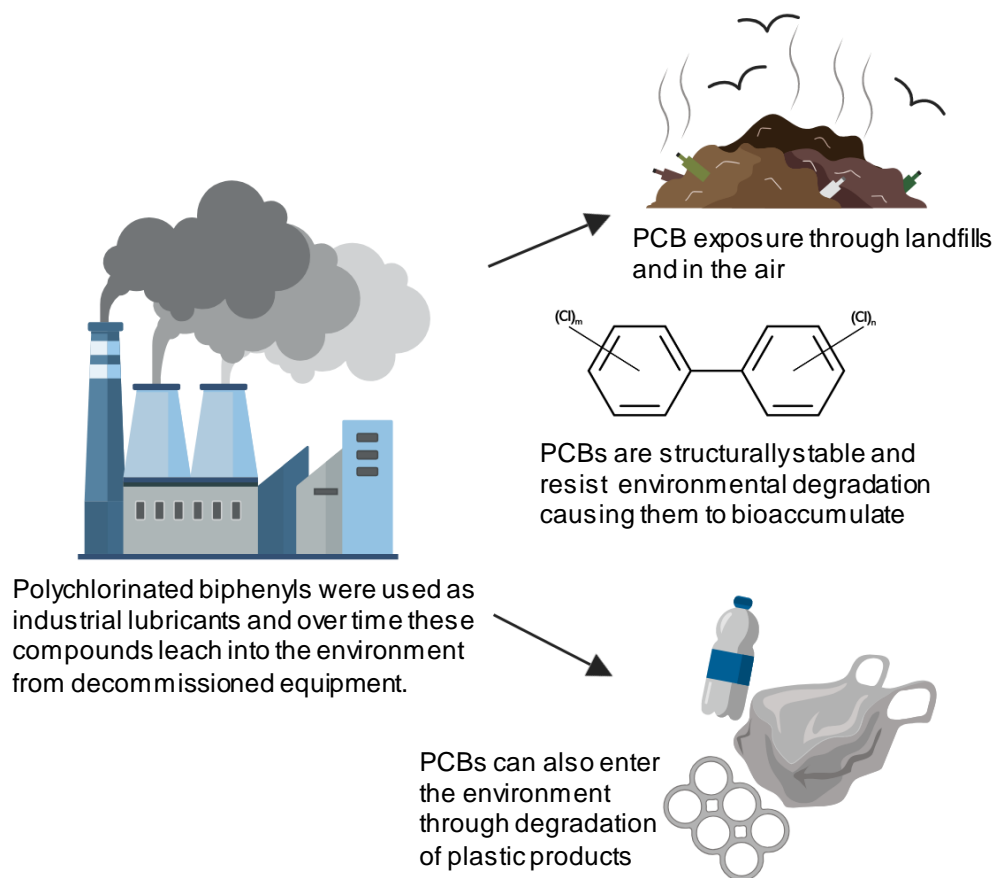 PCB exposure through landfills
and in the air
(Cl)m
(Cl)n
PCBs are structurally stable and
resist environmental degradation
causing them to bioaccumulate
Polychlorinated biphenyls were used as
industrial lubricants and over time these
compounds leach into the environment
from decommissioned equipment.
PCBs can also enter
the environment
through degradation
of plastic products